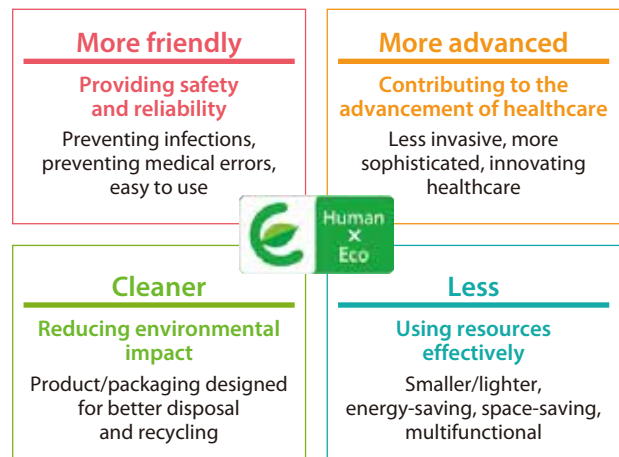 More friendly
Providing safety
and reliability
Preventing infections,
preventing medical errors,
easy to use
More advanced
Contributing to the
advancement of healthcare
Less invasive, more
sophisticated, innovating
healthcare
Human
×
Eco
Cleaner
Reducing environmental
impact
Product/packaging designed
for better disposal
and recycling
Less
Using resources
effectively
Smaller/lighter,
energy-saving, space-saving,
multifunctional